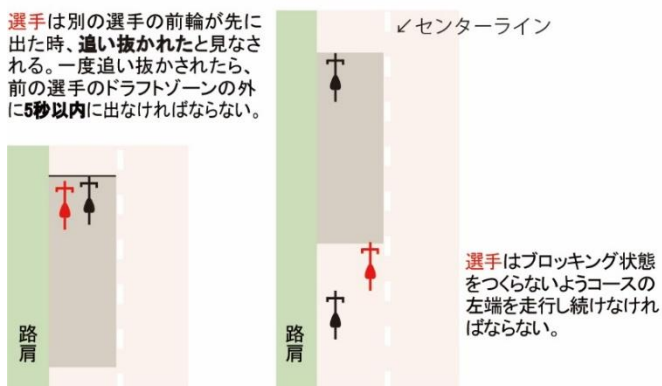 選手は別の選手の前輪が先に
出た時、追い抜かれたと見なさ
れる。一度追い抜かされたら、
前の選手のドラフトゾーンの外
に5秒以内に出なければならない。
路肩
↙センターライン
路肩
選手はブロッキング状態
をつくらないようコースの
左端を走行し続けなけれ
ばならない。